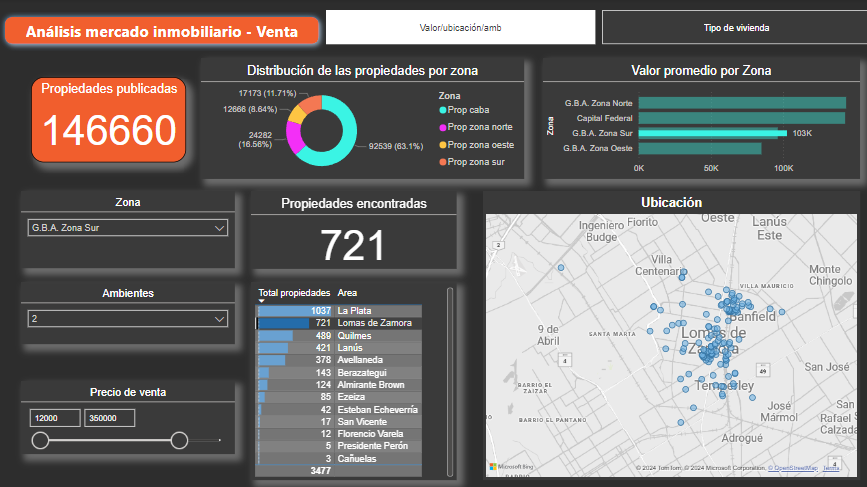 Análisis mercado inmobiliario - Venta
Valor/ubicación/amb
Tipo de vivienda
Propiedades publicadas
146660
Distribución de las propiedades por zona
17173 (11.71%)
12666 (8.64%)
24282
(16.56%)
92539 (63.1%)
Zona
Prop caba
Prop zona norte
Prop zona oeste
Prop zona sur
Valor promedio por Zona
Zona
G.B.A. Zona Norte
Capital Federal
G.B.A. Zona Sur
103K
G.B.A. Zona Oeste
0K
50K
100K
Zona
G.B.A. Zona Sur
Ambientes
2
Precio de venta
12000
350000
Propiedades encontradas
721
Total propiedades Area
1037 La Plata
721 Lomas de Zamora
489 Quilmes
421 Lanús
378 Avellaneda
143 Berazategui
124 Almirante Brown
85 Ezeiza
42 Esteban Echeverría
17 San Vicente
12 Florencio Varela
5 Presidente Perón
3 Cañuelas
3477
Ubicación
Ingeniero
Budge
Fiorito
Oeste
Lanús
Este
2
Villa
Centenario
VILLA MAURICIO
Monte
Chingolo
Banfield
9 de
Abril
SANTA MARTA
Lomas de
Zamora
4
49
San José
BARRIO EL
ZAIZAR
Temperley
BARRIO EL PANTANO
José
Mármol
Rafael
Calzada
Adrogué
4
Microsoft Bing
© 2024 TomTom, © 2024 Microsoft Corporation, © OpenStreetMap Terms